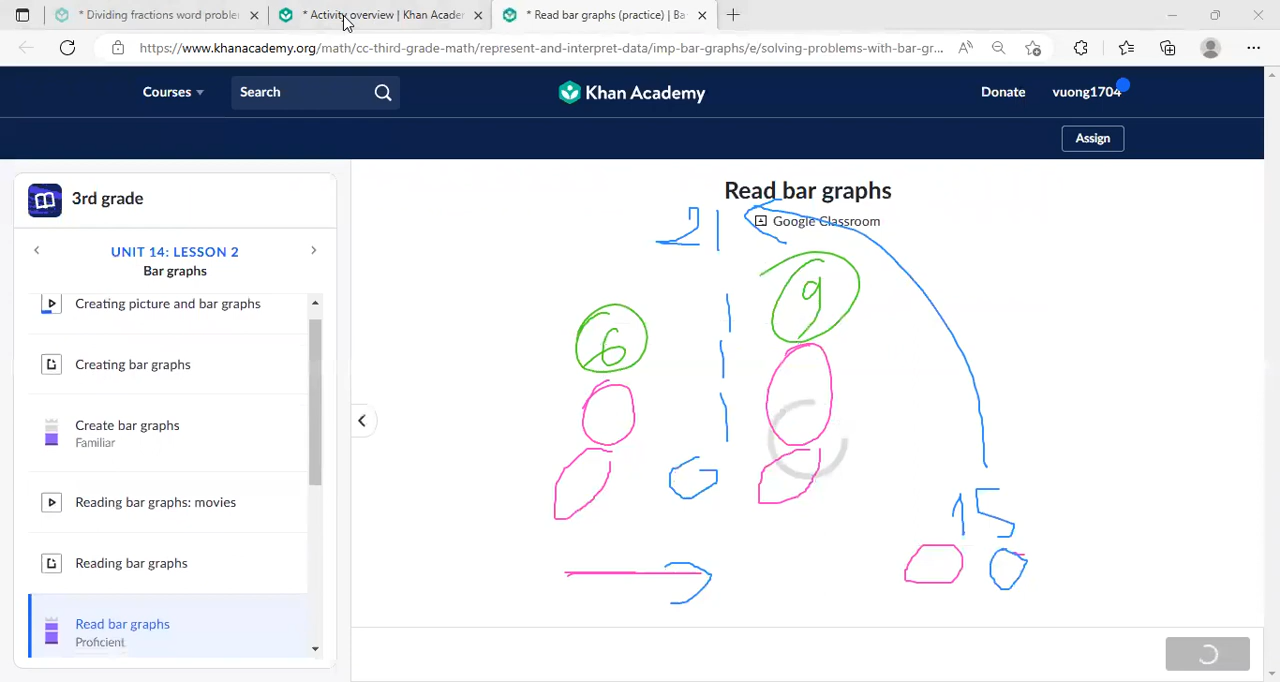 * Dividing fractions word proble
* Activity overview | Khan Acade
* Read bar graphs (practice) | Ba
https://www.khanacademy.org/math/cc-third-grade-math/represent-and-interpret-data/imp-bar-graphs/e/solving-problems-with-bar-gr...
Courses
Search
Khan Academy
Donate
vuong1704
Assign
3rd grade
UNIT 14: LESSON 2
Bar graphs
Creating picture and bar graphs
Creating bar graphs
Create bar graphs
Familiar
Reading bar graphs: movies
Reading bar graphs
Read bar graphs
Proficient
Read bar graphs
Google Classroom
21
6
9
15